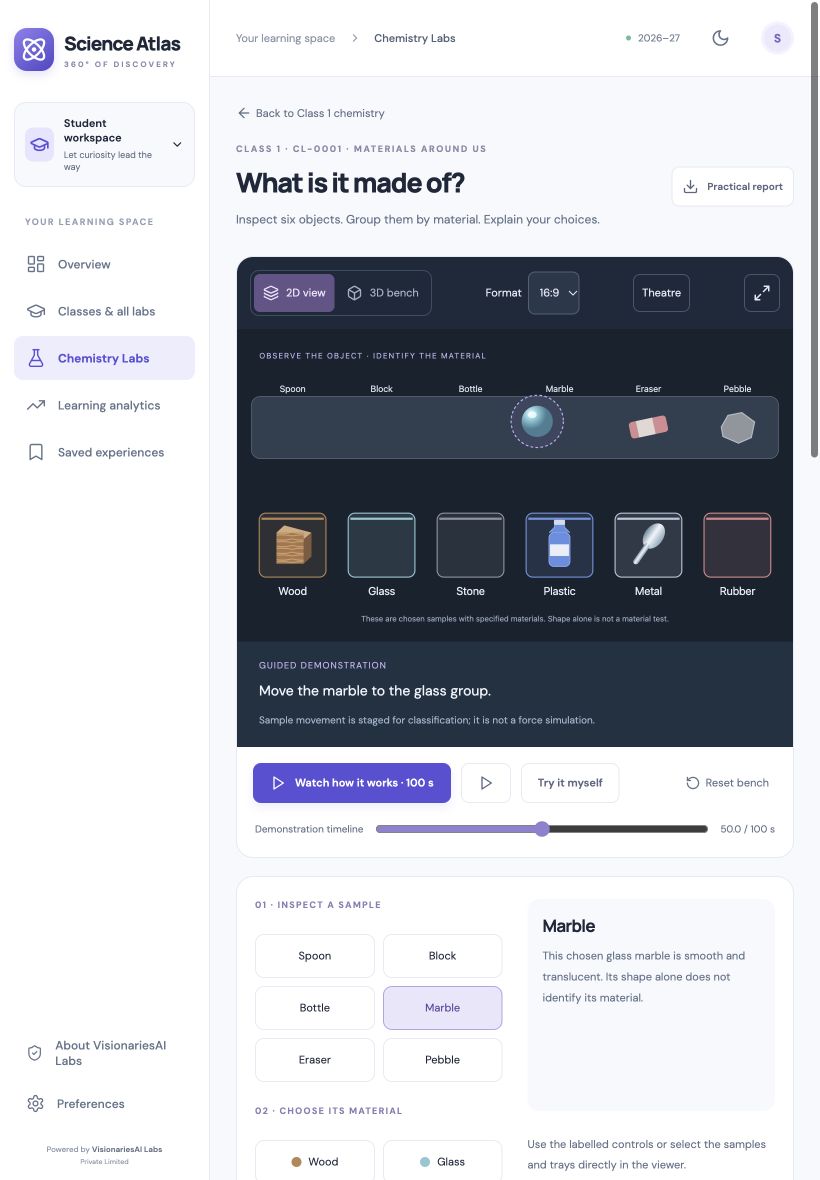 Science Atlas
360° OF DISCOVERY
Student
workspace
Let curiosity lead the
way
YOUR LEARNING SPACE
Overview
Classes & all labs
Chemistry Labs
Learning analytics
Saved experiences
About VisionariesAI
Labs
Preferences
Powered by VisionariesAI Labs
Private Limited
Your learning space > Chemistry Labs
2026–27
S
Back to Class 1 chemistry
CLASS 1 · CL-0001 · MATERIALS AROUND US
What is it made of?
Practical report
Inspect six objects. Group them by material. Explain your choices.
2D view 3D bench Format 16:9 Theatre
OBSERVE THE OBJECT · IDENTIFY THE MATERIAL
Spoon Block Bottle Marble Eraser Pebble
Wood Glass Stone Plastic Metal Rubber
These are chosen samples with specified materials. Shape alone is not a material test.
GUIDED DEMONSTRATION
Move the marble to the glass group.
Sample movement is staged for classification; it is not a force simulation.
Watch how it works · 100 s Try it myself Reset bench
Demonstration timeline 50.0 / 100 s
01 · INSPECT A SAMPLE
Spoon Block
Bottle Marble
Eraser Pebble
Marble
This chosen glass marble is smooth and
translucent. Its shape alone does not
identify its material.
02 · CHOOSE ITS MATERIAL
Wood Glass
Use the labelled controls or select the samples
and trays directly in the viewer.